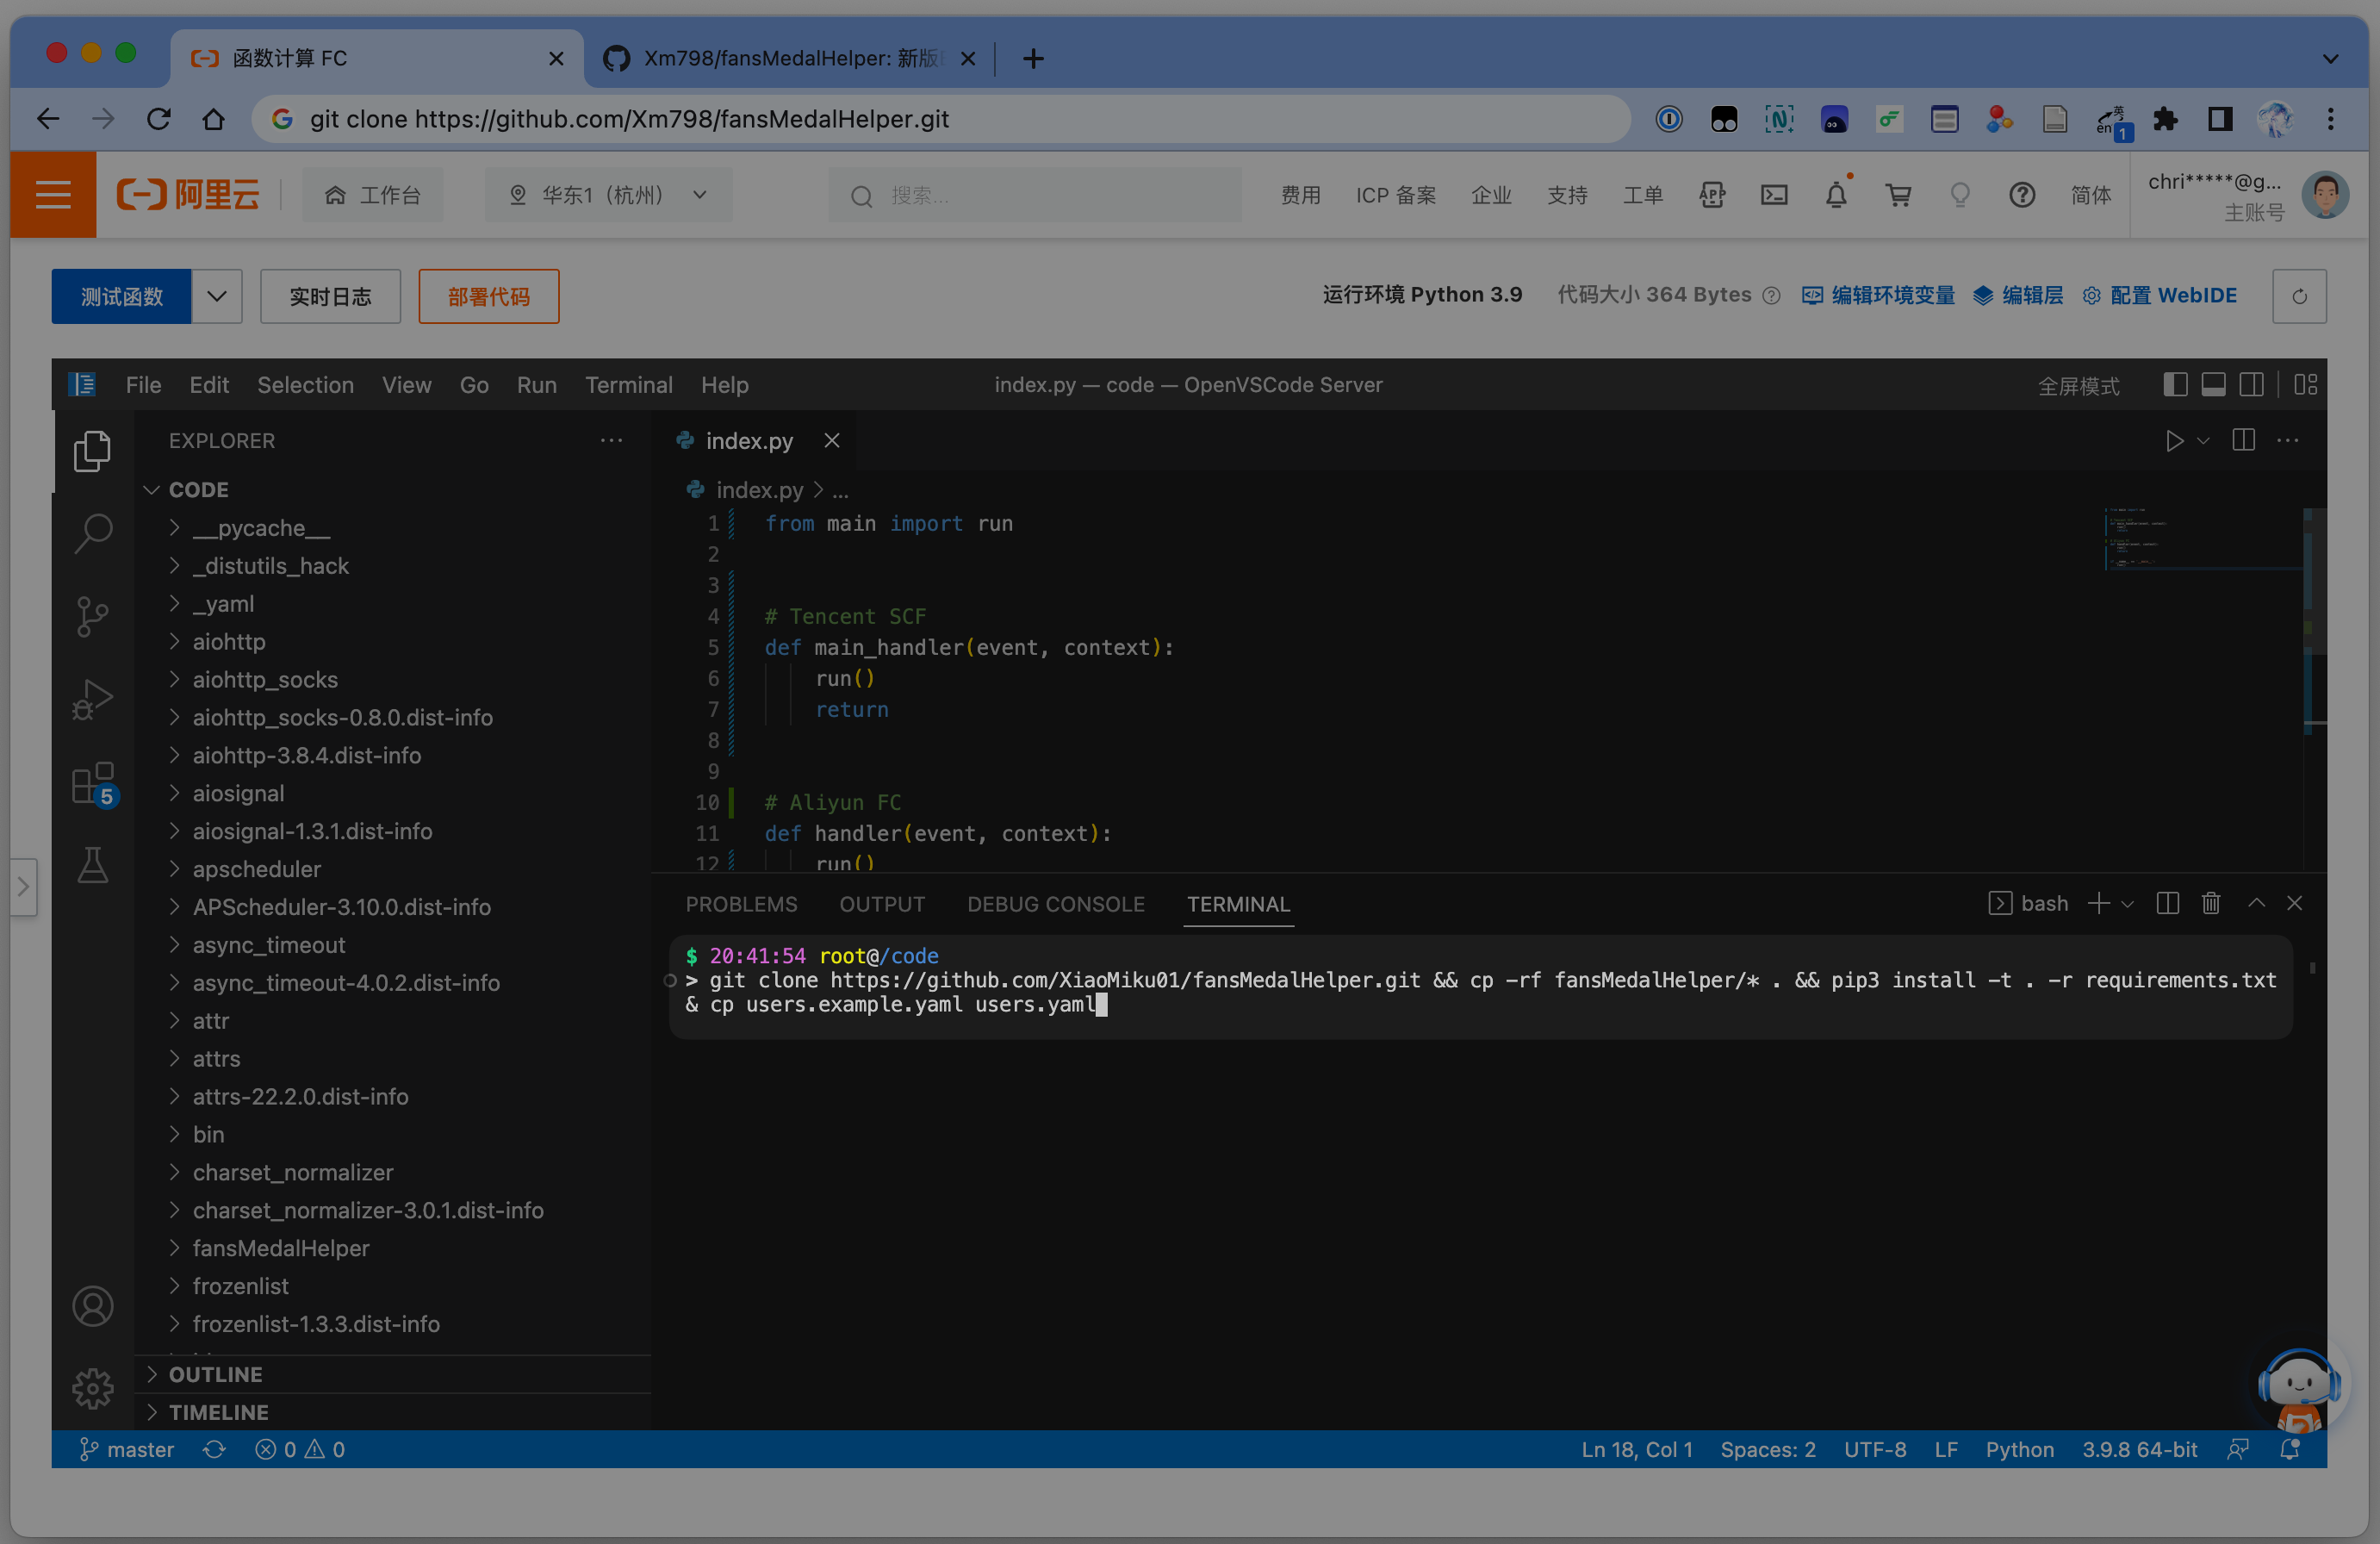 函数计算 FC
Xm798/fansMedalHelper: 新版
git clone https://github.com/Xm798/fansMedalHelper.git
英
en
1
阿里云
工作台
华东1（杭州）
搜索...
费用
ICP 备案
企业
支持
工单
APP
简体
chri*****@g...
主账号
测试函数
实时日志
部署代码
运行环境 Python 3.9
代码大小 364 Bytes
编辑环境变量
编辑层
配置 WebIDE
File Edit Selection View Go Run Terminal Help
index.py — code — OpenVSCode Server
全屏模式
EXPLORER
CODE
__pycache__
_distutils_hack
_yaml
aiohttp
aiohttp_socks
aiohttp_socks-0.8.0.dist-info
aiohttp-3.8.4.dist-info
aiosignal
aiosignal-1.3.1.dist-info
apscheduler
APScheduler-3.10.0.dist-info
async_timeout
async_timeout-4.0.2.dist-info
attr
attrs
attrs-22.2.0.dist-info
bin
charset_normalizer
charset_normalizer-3.0.1.dist-info
fansMedalHelper
frozenlist
frozenlist-1.3.3.dist-info
OUTLINE
TIMELINE
5
index.py
index.py > ...
1 from main import run
2
3
4 # Tencent SCF
5 def main_handler(event, context):
6 run()
7 return
8
9
10 # Aliyun FC
11 def handler(event, context):
12 run()
PROBLEMS OUTPUT DEBUG CONSOLE TERMINAL
bash
$ 20:41:54 root@/code
> git clone https://github.com/XiaoMiku01/fansMedalHelper.git && cp -rf fansMedalHelper/* . && pip3 install -t . -r requirements.txt
& cp users.example.yaml users.yaml
master
0
0
Ln 18, Col 1
Spaces: 2
UTF-8
LF
Python
3.9.8 64-bit